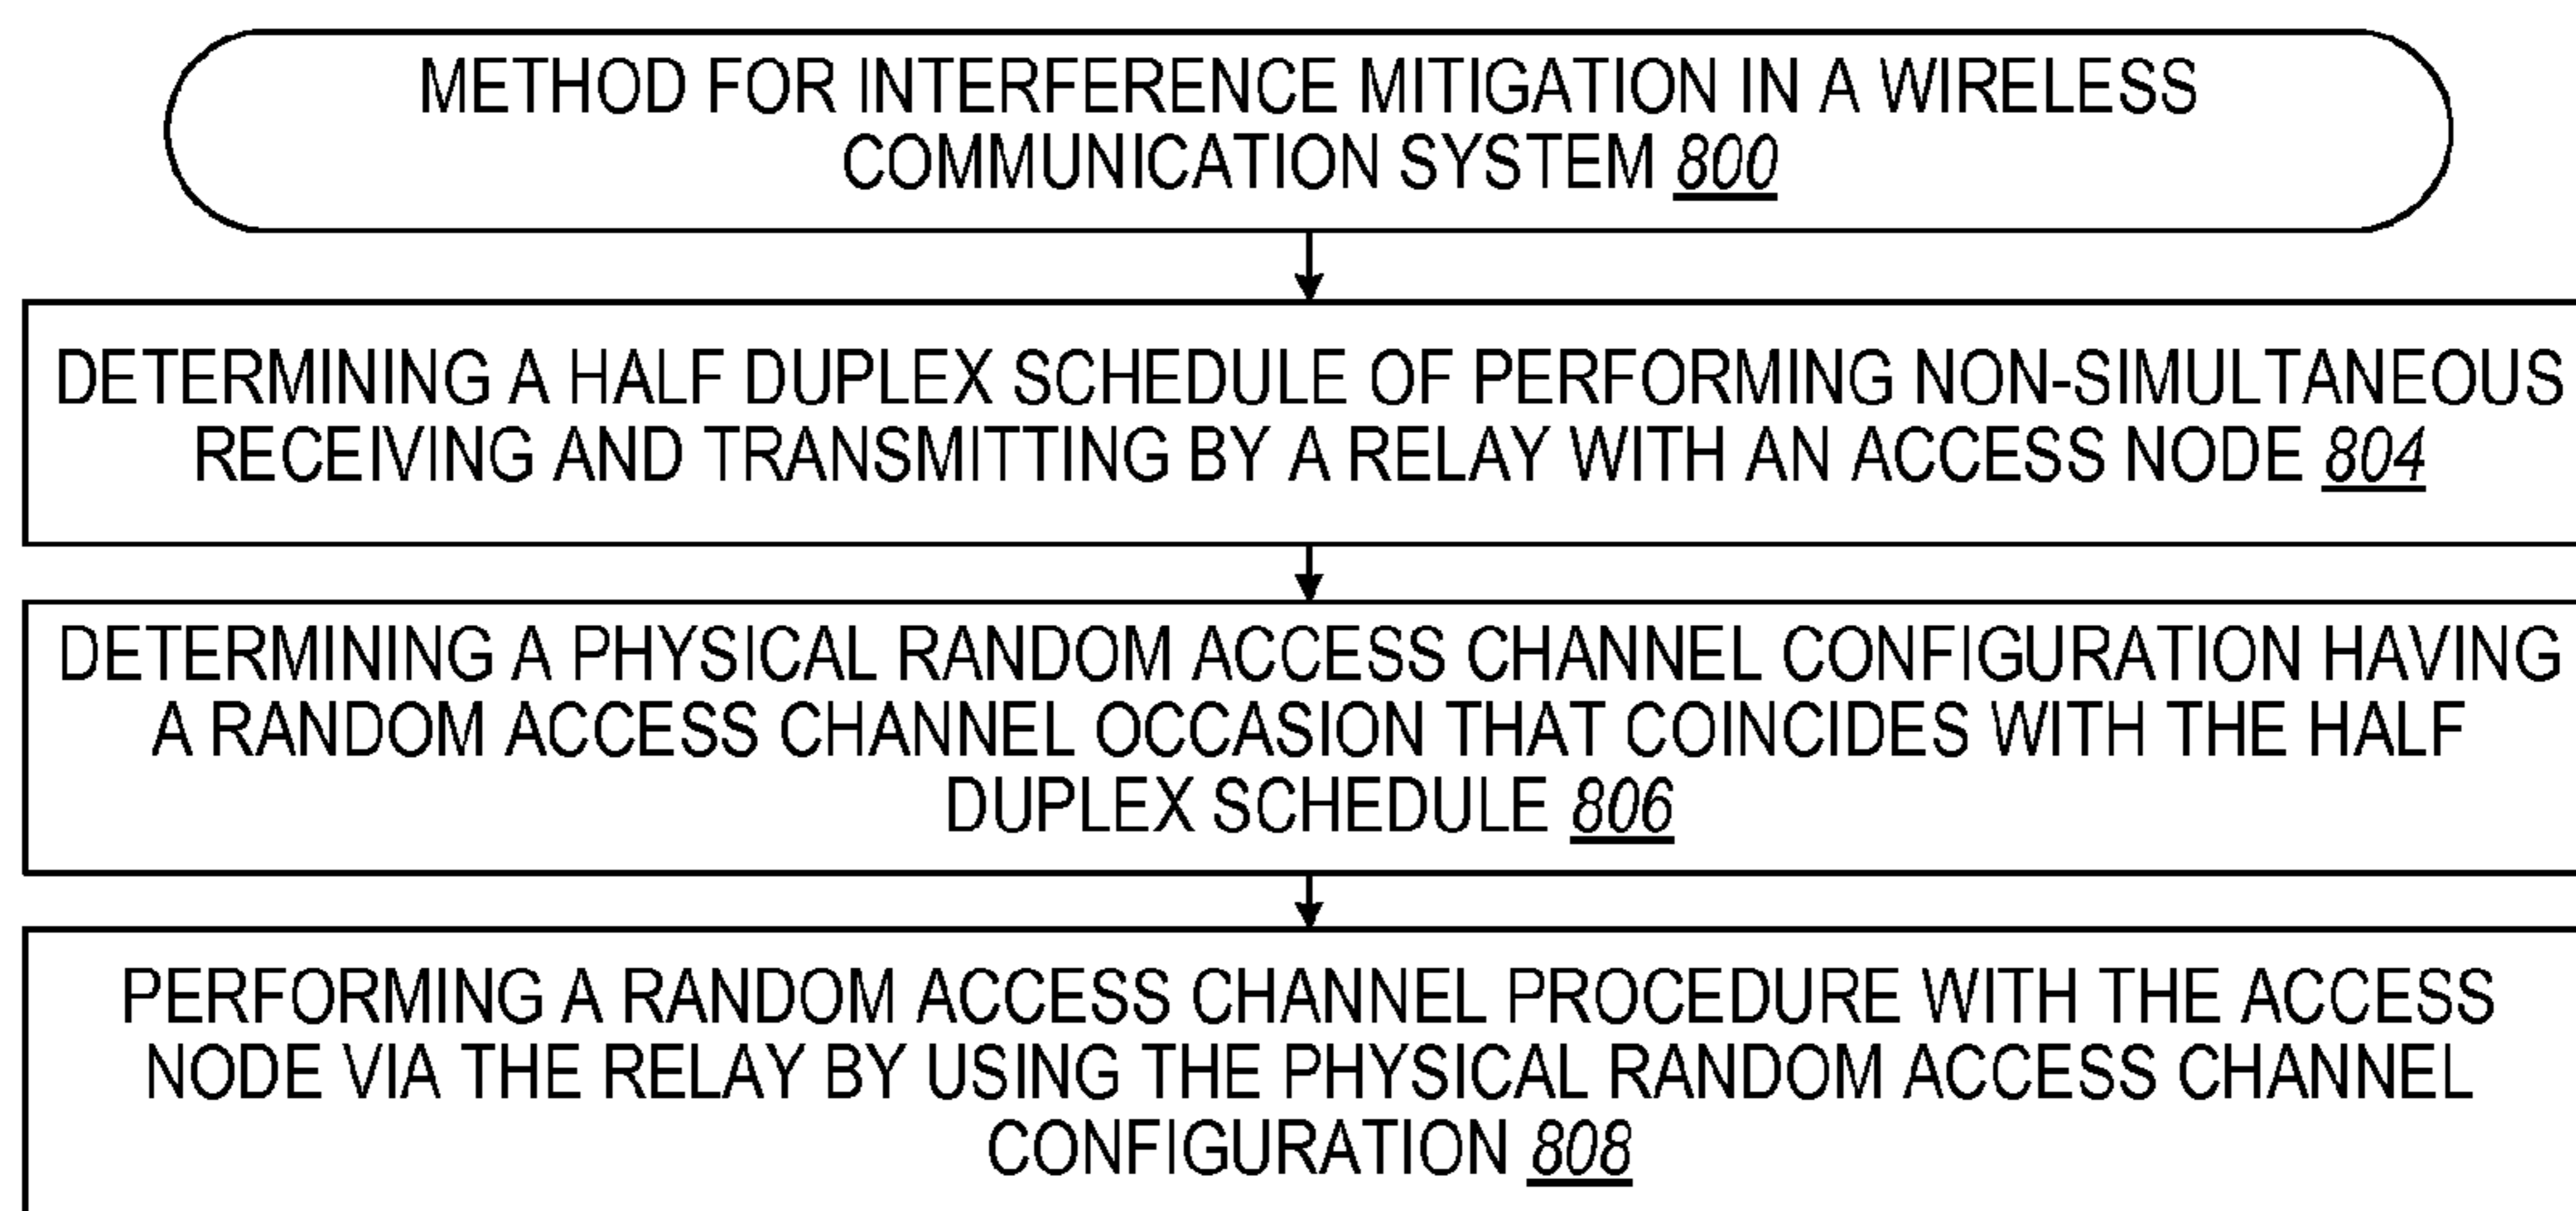 METHOD FOR INTERFERENCE MITIGATION IN A WIRELESS
COMMUNICATION SYSTEM 800
DETERMINING A HALF DUPLEX SCHEDULE OF PERFORMING NON-SIMULTANEOUS
RECEIVING AND TRANSMITTING BY A RELAY WITH AN ACCESS NODE 804
DETERMINING A PHYSICAL RANDOM ACCESS CHANNEL CONFIGURATION HAVING
A RANDOM ACCESS CHANNEL OCCASION THAT COINCIDES WITH THE HALF
DUPLEX SCHEDULE 806
PERFORMING A RANDOM ACCESS CHANNEL PROCEDURE WITH THE ACCESS
NODE VIA THE RELAY BY USING THE PHYSICAL RANDOM ACCESS CHANNEL
CONFIGURATION 808